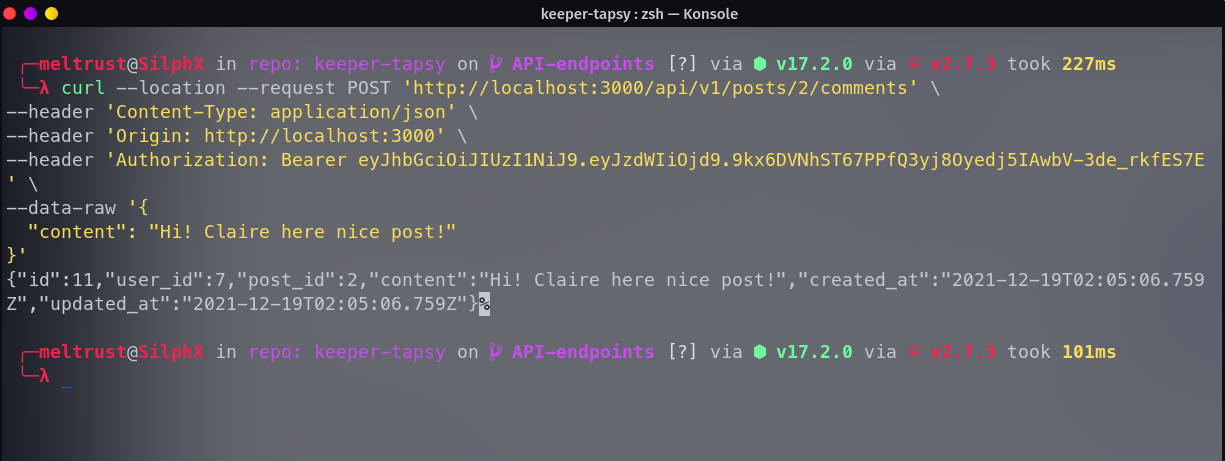 keeper-tapsy : zsh — Konsole
╭─meltrust@SilphX in repo: keeper-tapsy on API-endpoints [?] via ⬢ v17.2.0 via v2.7.3 took 227ms
╰─λ curl --location --request POST 'http://localhost:3000/api/v1/posts/2/comments' \
--header 'Content-Type: application/json' \
--header 'Origin: http://localhost:3000' \
--header 'Authorization: Bearer eyJhbGciOiJIUzI1NiJ9.eyJzdWIiOjd9.9kx6DVNhST67PPfQ3yj8Oyedj5IAwbV-3de_rkfES7E
' \
--data-raw '{
  "content": "Hi! Claire here nice post!"
}'
{"id":11,"user_id":7,"post_id":2,"content":"Hi! Claire here nice post!","created_at":"2021-12-19T02:05:06.759
Z","updated_at":"2021-12-19T02:05:06.759Z"}%
╭─meltrust@SilphX in repo: keeper-tapsy on API-endpoints [?] via ⬢ v17.2.0 via v2.7.3 took 101ms
╰─λ _